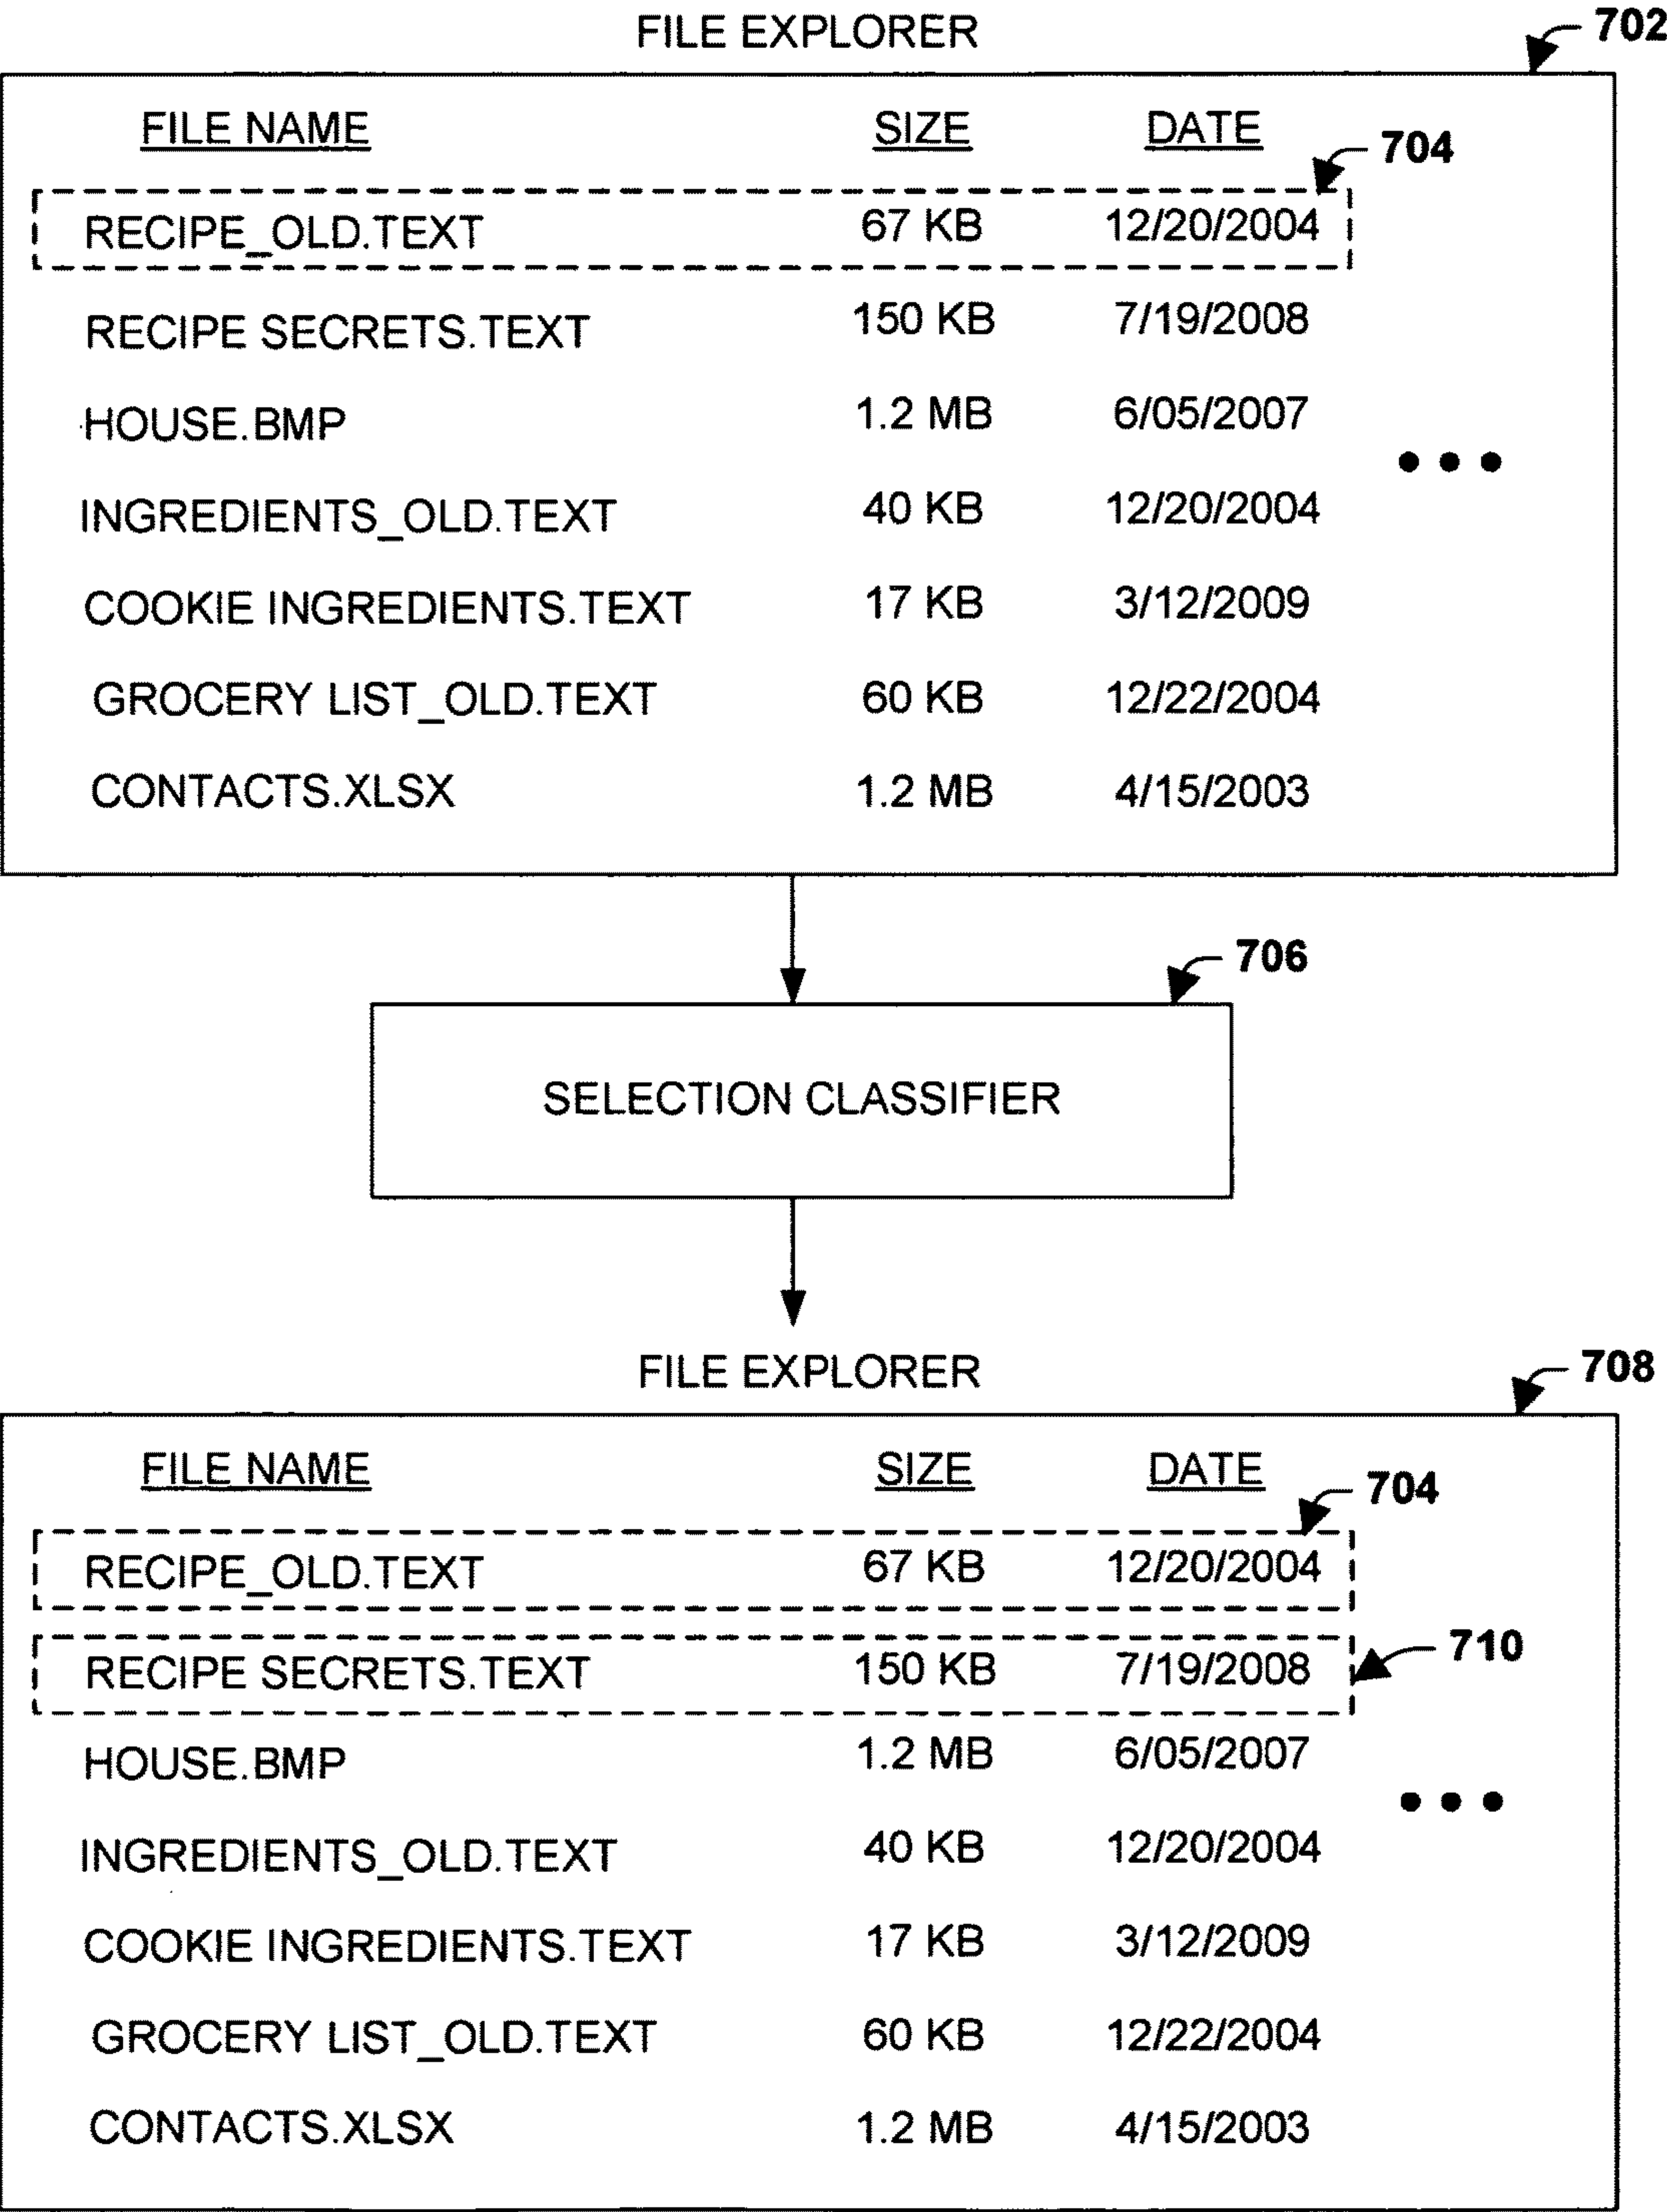 FILE EXPLORER
702
FILE NAME SIZE DATE
704
RECIPE_OLD.TEXT 67 KB 12/20/2004
RECIPE SECRETS.TEXT 150 KB 7/19/2008
HOUSE.BMP 1.2 MB 6/05/2007
INGREDIENTS_OLD.TEXT 40 KB 12/20/2004
COOKIE INGREDIENTS.TEXT 17 KB 3/12/2009
GROCERY LIST_OLD.TEXT 60 KB 12/22/2004
CONTACTS.XLSX 1.2 MB 4/15/2003
706
SELECTION CLASSIFIER
FILE EXPLORER
708
FILE NAME SIZE DATE
704
RECIPE_OLD.TEXT 67 KB 12/20/2004
RECIPE SECRETS.TEXT 150 KB 7/19/2008
710
HOUSE.BMP 1.2 MB 6/05/2007
INGREDIENTS_OLD.TEXT 40 KB 12/20/2004
COOKIE INGREDIENTS.TEXT 17 KB 3/12/2009
GROCERY LIST_OLD.TEXT 60 KB 12/22/2004
CONTACTS.XLSX 1.2 MB 4/15/2003